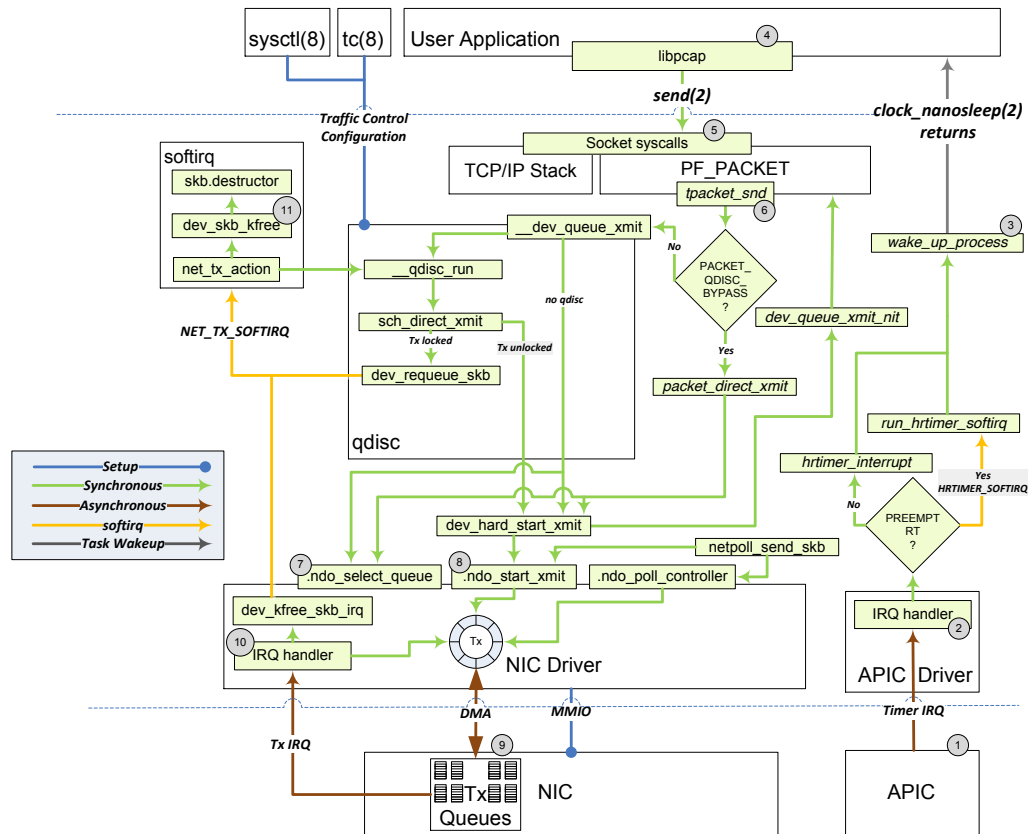 sysctl(8)
tc(8)
User Application
4
libpcap
send(2)
clock_nanosleep(2)
returns
Traffic Control
Configuration
5
Socket syscalls
softirq
TCP/IP Stack
PF_PACKET
skb.destructor
tpacket_snd
6
11
dev_skb_kfree
__dev_queue_xmit
No
3
wake_up_process
net_tx_action
__qdisc_run
PACKET_
QDISC_
BYPASS
?
no qdisc
NET_TX_SOFTIRQ
sch_direct_xmit
dev_queue_xmit_nit
Tx locked
Tx unlocked
Yes
dev_requeue_skb
packet_direct_xmit
run_hrtimer_softirq
qdisc
Setup
Synchronous
Asynchronous
softirq
Task Wakeup
hrtimer_interrupt
Yes
HRTIMER_SOFTIRQ
No
PREEMPT
RT
?
dev_hard_start_xmit
netpoll_send_skb
7
.ndo_select_queue
8
.ndo_start_xmit
.ndo_poll_controller
dev_kfree_skb_irq
IRQ handler
2
10
IRQ handler
Tx
NIC Driver
APIC Driver
DMA
MMIO
Timer IRQ
Tx IRQ
9
1
Tx
Queues
NIC
APIC